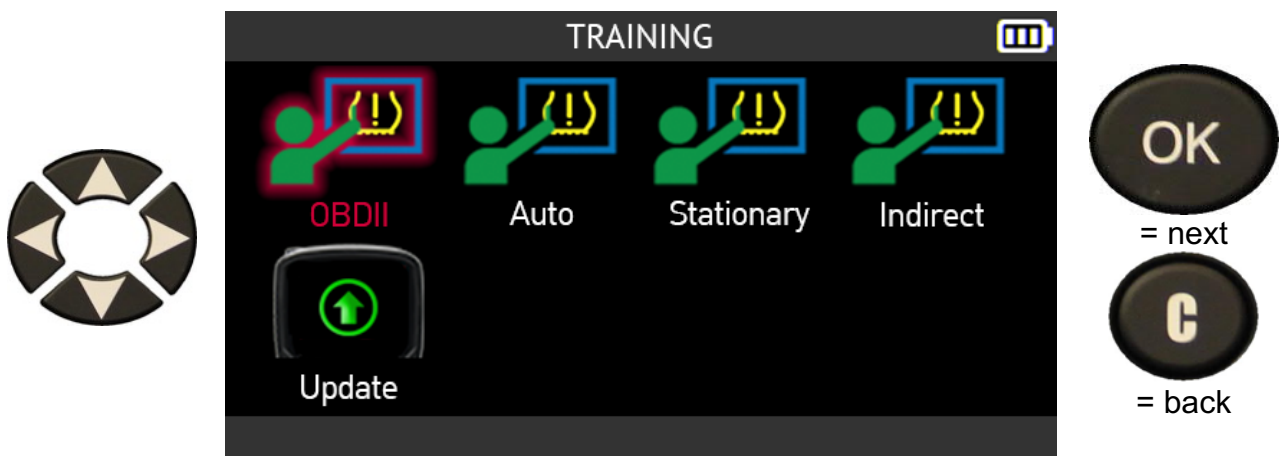 TRAINING
OBDII Auto Stationary Indirect
Update
OK
= next
C
= back